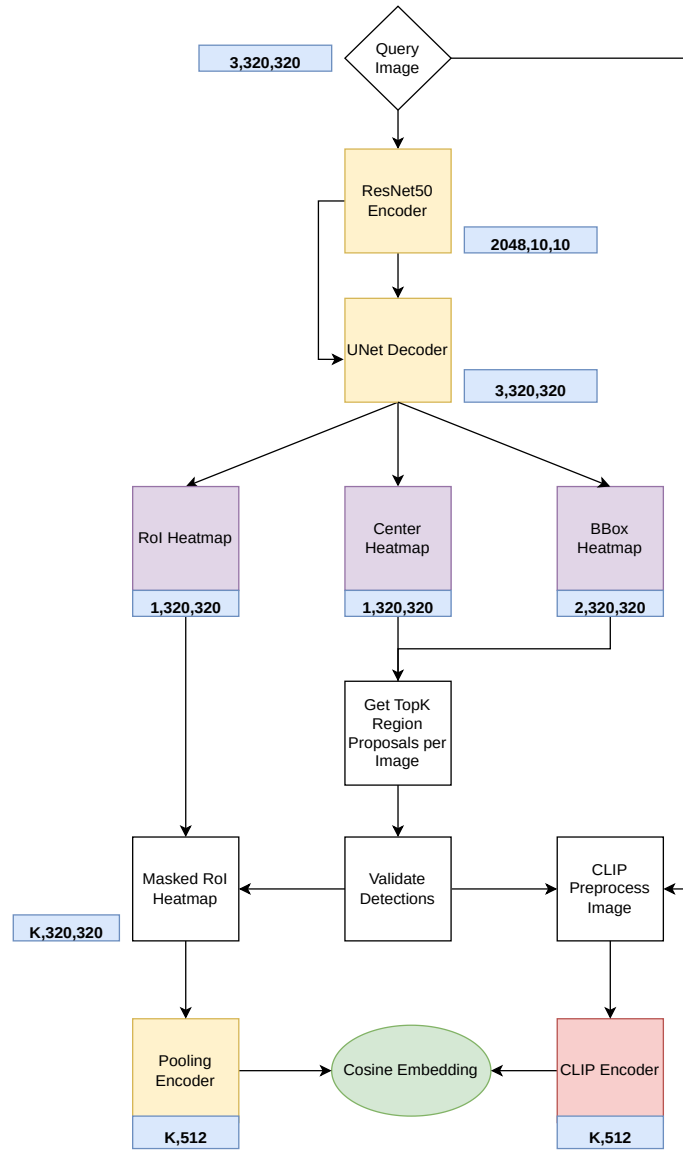 Query
Image
3,320,320
ResNet50
Encoder
2048,10,10
UNet Decoder
3,320,320
RoI Heatmap
1,320,320
Center
Heatmap
1,320,320
BBox
Heatmap
2,320,320
Get TopK
Region
Proposals per
Image
Masked RoI
Heatmap
K,320,320
Validate
Detections
CLIP
Preprocess
Image
Pooling
Encoder
K,512
Cosine Embedding
CLIP Encoder
K,512